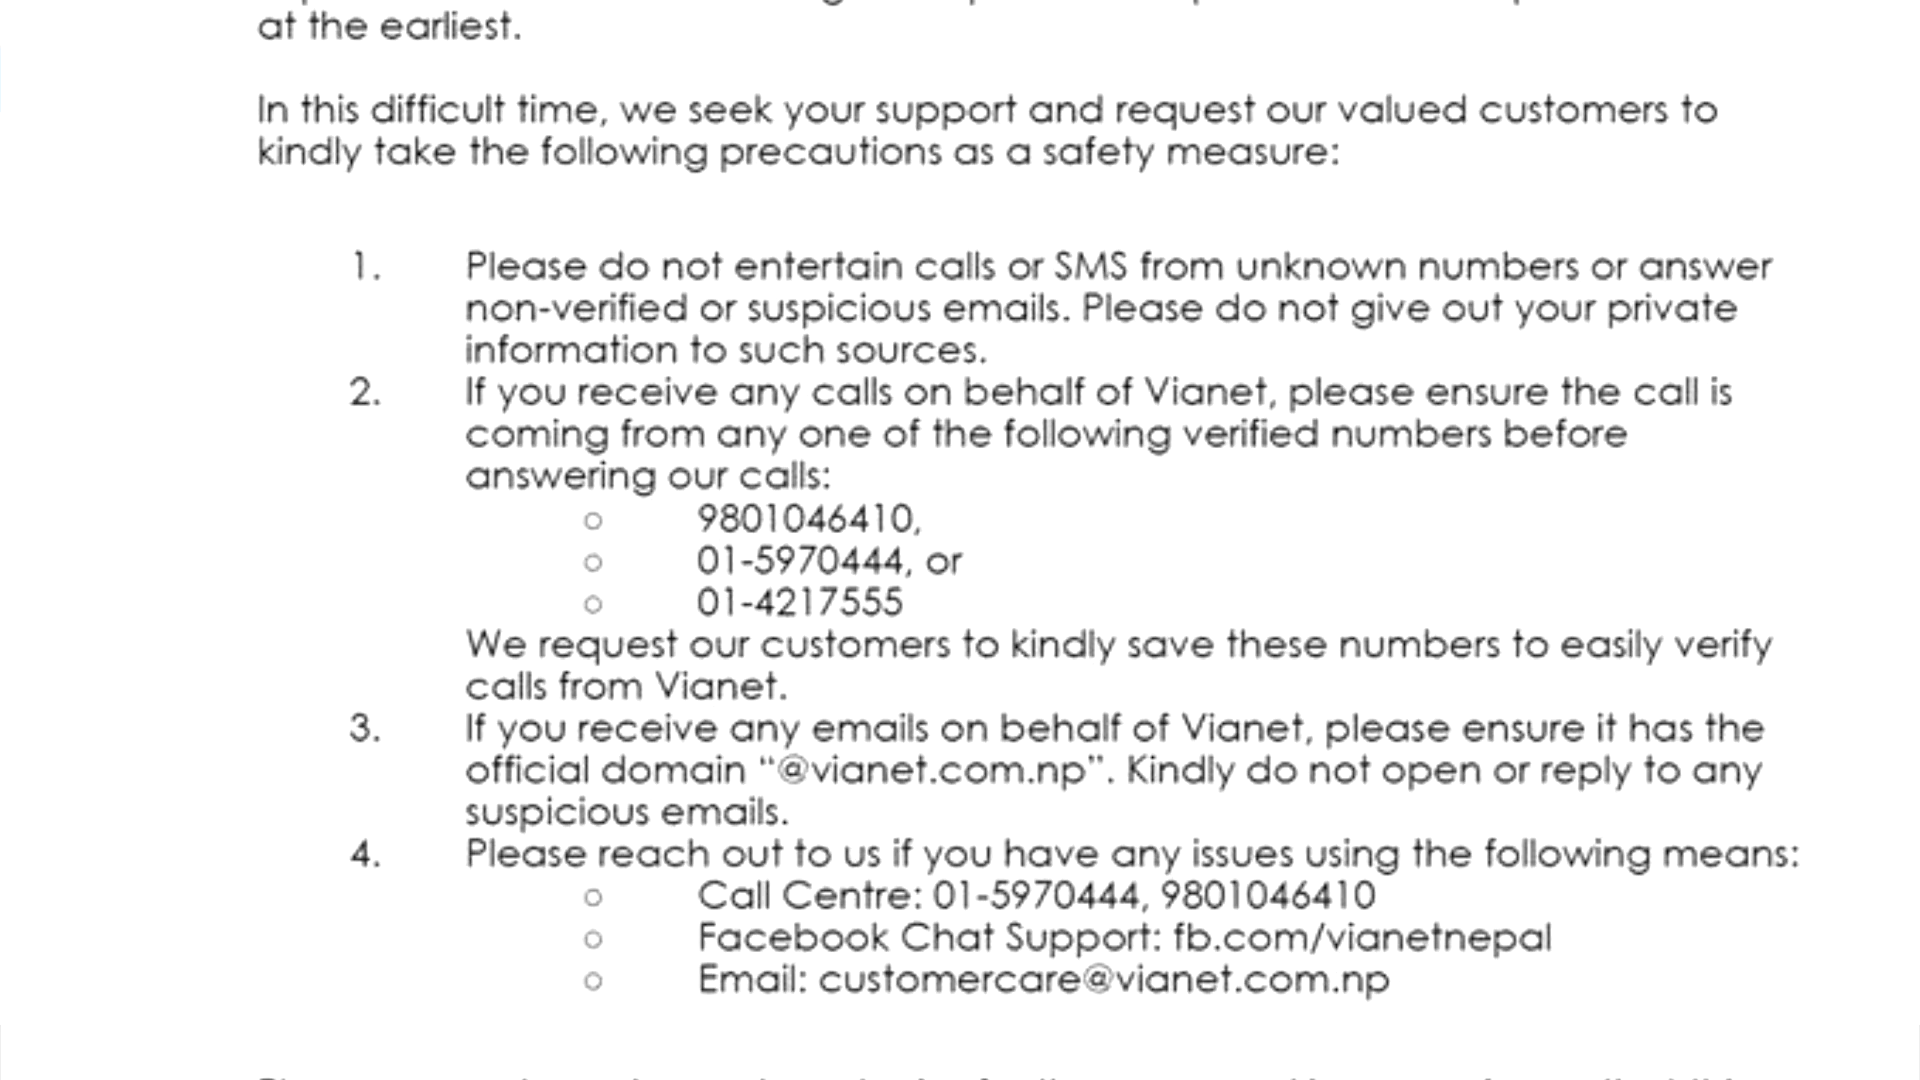 at the earliest.
In this difficult time, we seek your support and request our valued customers to
kindly take the following precautions as a safety measure:
1. Please do not entertain calls or SMS from unknown numbers or answer
non-verified or suspicious emails. Please do not give out your private
information to such sources.
2. If you receive any calls on behalf of Vianet, please ensure the call is
coming from any one of the following verified numbers before
answering our calls:
○ 9801046410,
○ 01-5970444, or
○ 01-4217555
We request our customers to kindly save these numbers to easily verify
calls from Vianet.
3. If you receive any emails on behalf of Vianet, please ensure it has the
official domain “@vianet.com.np”. Kindly do not open or reply to any
suspicious emails.
4. Please reach out to us if you have any issues using the following means:
○ Call Centre: 01-5970444, 9801046410
○ Facebook Chat Support: fb.com/vianetnepal
○ Email: customercare@vianet.com.np